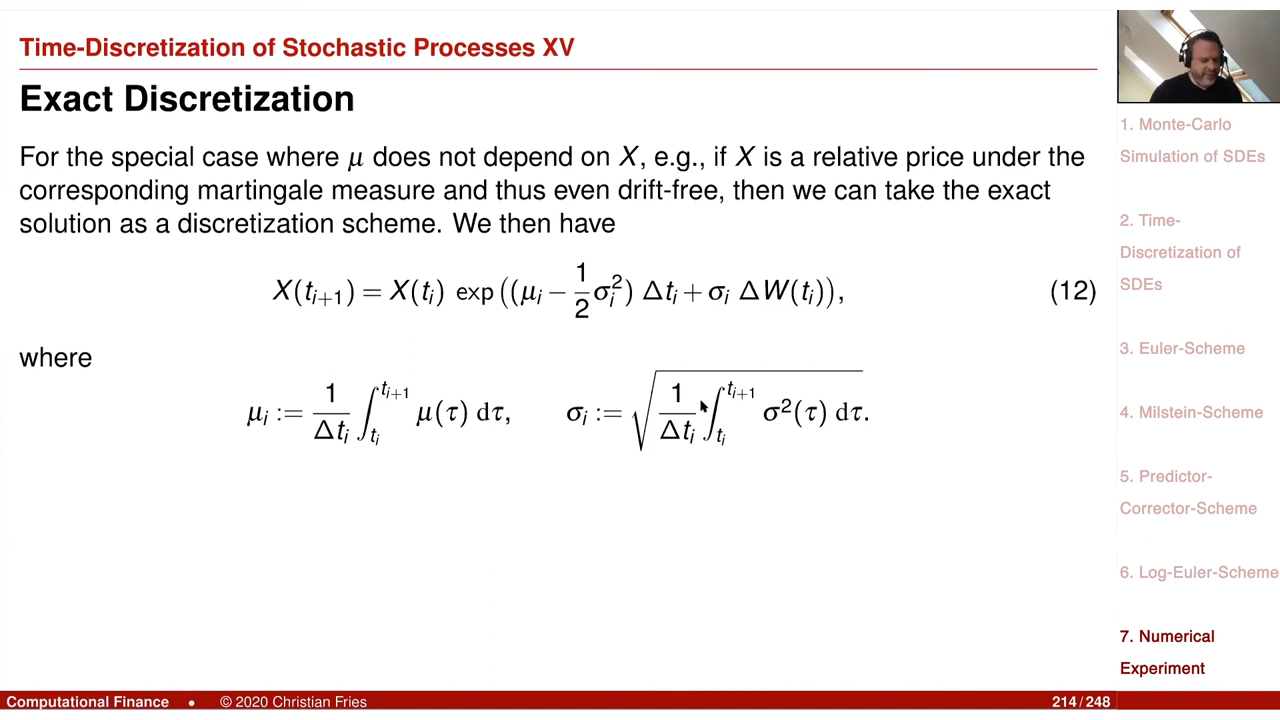 Time-Discretization of Stochastic Processes XV
Exact Discretization
For the special case where μ does not depend on X, e.g., if X is a relative price under the
corresponding martingale measure and thus even drift-free, then we can take the exact
solution as a discretization scheme. We then have
X(t_{i+1}) = X(t_i) exp((μ_i − \frac{1}{2}σ_i^2) Δt_i + σ_i ΔW(t_i)), (12)
where
μ_i := \frac{1}{Δt_i} ∫_{t_i}^{t_{i+1}} μ(τ) dτ, σ_i := \sqrt{\frac{1}{Δt_i} ∫_{t_i}^{t_{i+1}} σ^2(τ) dτ}.
1. Monte-Carlo
Simulation of SDEs
2. Time-
Discretization of
SDEs
3. Euler-Scheme
4. Milstein-Scheme
5. Predictor-
Corrector-Scheme
6. Log-Euler-Scheme
7. Numerical
Experiment
Computational Finance • © 2020 Christian Fries 214 / 248